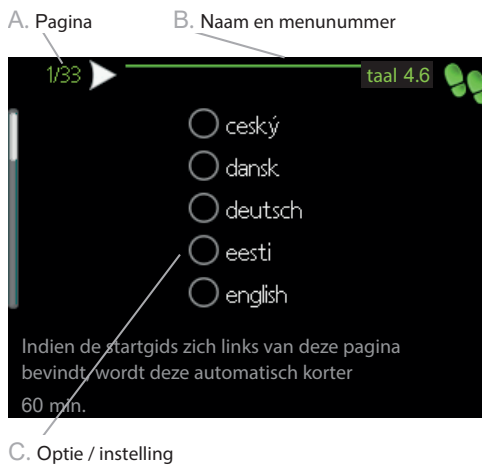 A. Pagina
B. Naam en menunummer
1/33
taal 4.6
ceský
dansk
deutsch
eesti
english
Indien de startgids zich links van deze pagina
bevindt, wordt deze automatisch korter
60 min.
C. Optie / instelling